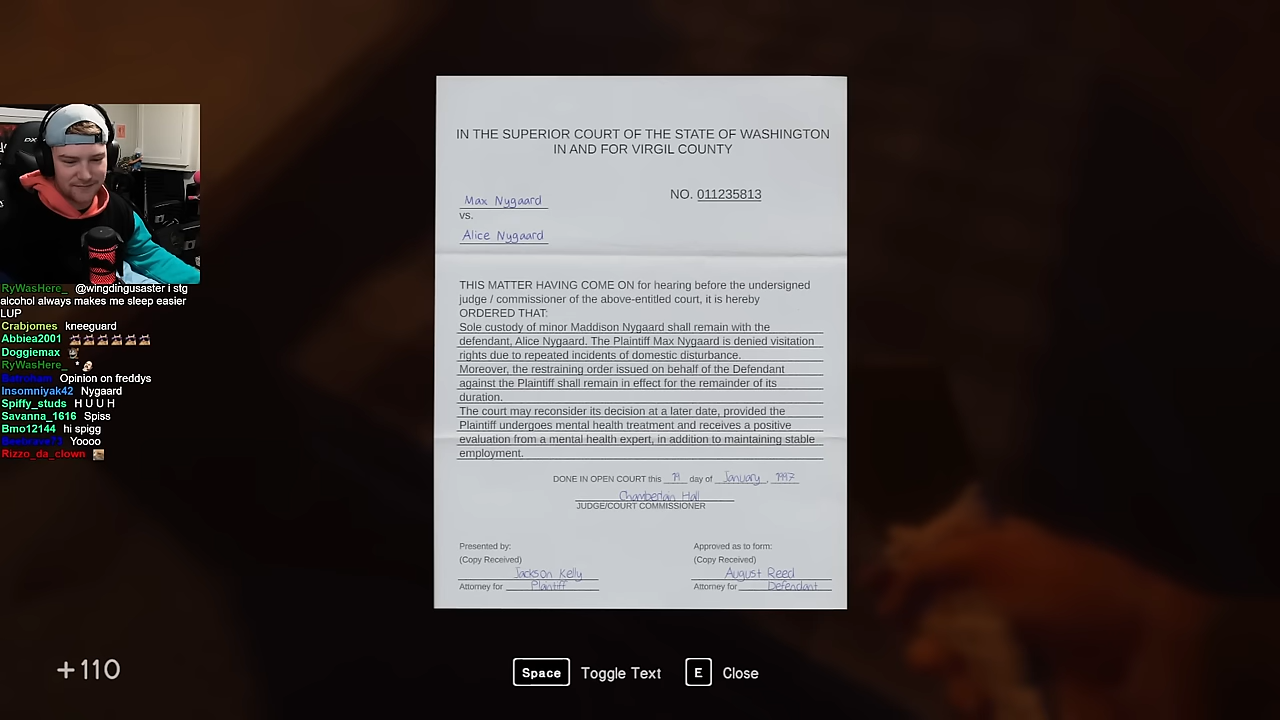 RyWasHere_ @wingdingusaster i stg
alcohol always makes me sleep easier
LUP
Crabjomes kneeguard
Abbiea2001
Doggiemax
RyWasHere_ *
Opinion on freddys
Insomniyak42 Nygaard
Spiffy_studs H U U H
Savanna_1616 Spiss
Bmo12144 hi spigg
Yoooo
Rizzo_da_clown
IN THE SUPERIOR COURT OF THE STATE OF WASHINGTON
IN AND FOR VIRGIL COUNTY
Max Nygaard
NO. 011235813
vs.
Alice Nygaard
THIS MATTER HAVING COME ON for hearing before the undersigned
judge / commissioner of the above-entitled court, it is hereby
ORDERED THAT:
Sole custody of minor Maddison Nygaard shall remain with the
defendant, Alice Nygaard. The Plaintiff Max Nygaard is denied visitation
rights due to repeated incidents of domestic disturbance.
Moreover, the restraining order issued on behalf of the Defendant
against the Plaintiff shall remain in effect for the remainder of its
duration.
The court may reconsider its decision at a later date, provided the
Plaintiff undergoes mental health treatment and receives a positive
evaluation from a mental health expert, in addition to maintaining stable
employment.
DONE IN OPEN COURT this 19 day of January, 1997
Chamberlan Hall
JUDGE/COURT COMMISSIONER
Presented by: Approved as to form:
(Copy Received) (Copy Received)
Jackson Kelly August Reed
Attorney for Plaintiff Attorney for Defendant
+110
Space Toggle Text E Close